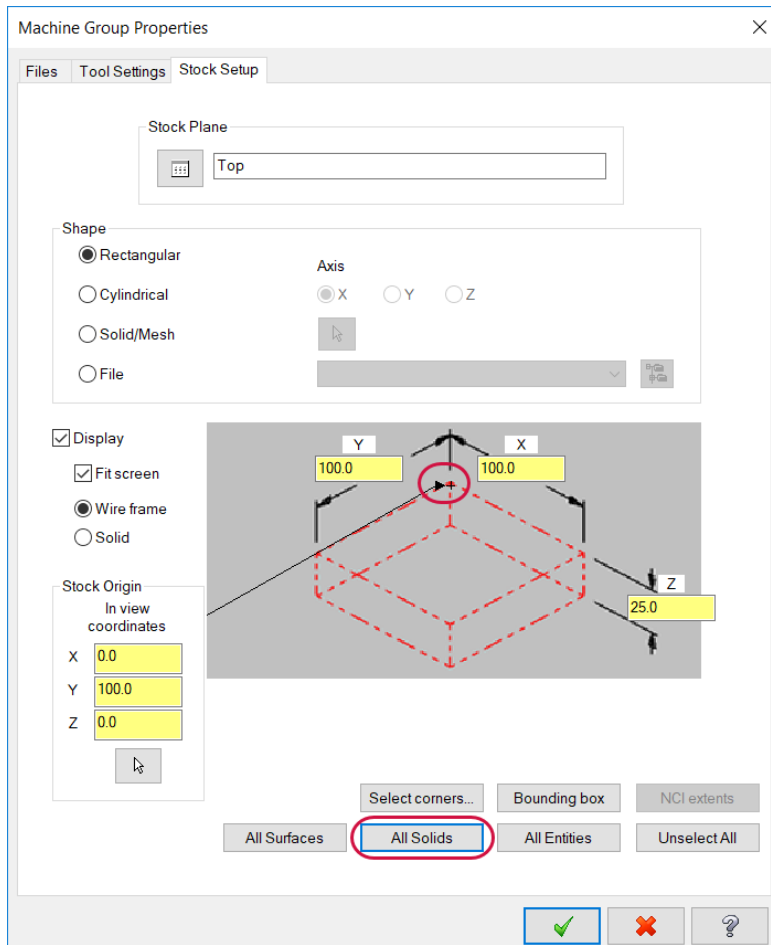 Machine Group Properties
Files
Tool Settings
Stock Setup
Stock Plane
Top
Shape
Rectangular
Cylindrical
Solid/Mesh
File
Axis
X
Y
Z
Display
Fit screen
Wire frame
Solid
Y
100.0
X
100.0
Z
25.0
Stock Origin
In view
coordinates
X 0.0
Y 100.0
Z 0.0
Select corners...
Bounding box
NCI extents
All Surfaces
All Solids
All Entities
Unselect All